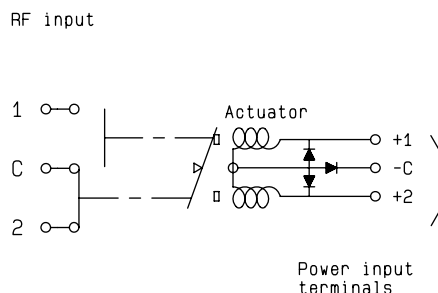 RF input
1
Actuator
+1
C
-C
+2
2
Power input
terminals